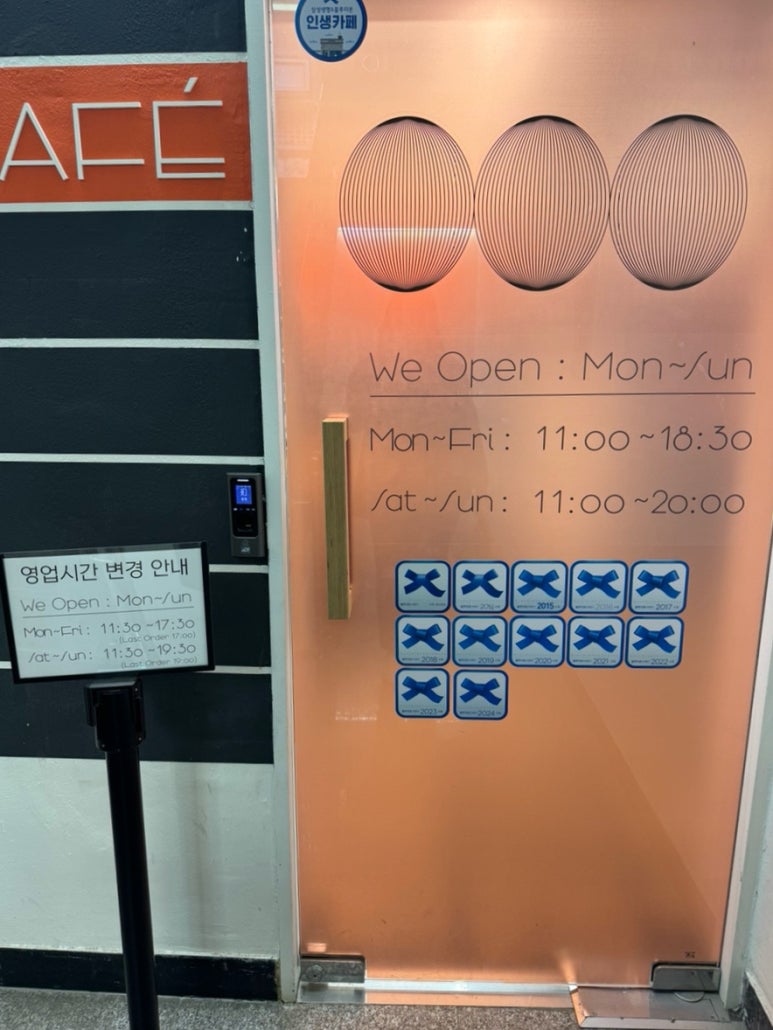 인생카페
AFÉ
We Open : Mon~Sun
Mon~Fri : 11:00 ~18:30
Sat ~Sun : 11:00 ~20:00
영업시간 변경 안내
We Open : Mon~Sun
Mon~Fri : 11:30 ~17:30
(Last Order 17:00)
Sat ~Sun : 11:30 ~19:30
(Last Order 19:00)
2015 2017
2018 2019 2020 2021 2022
2023 2024